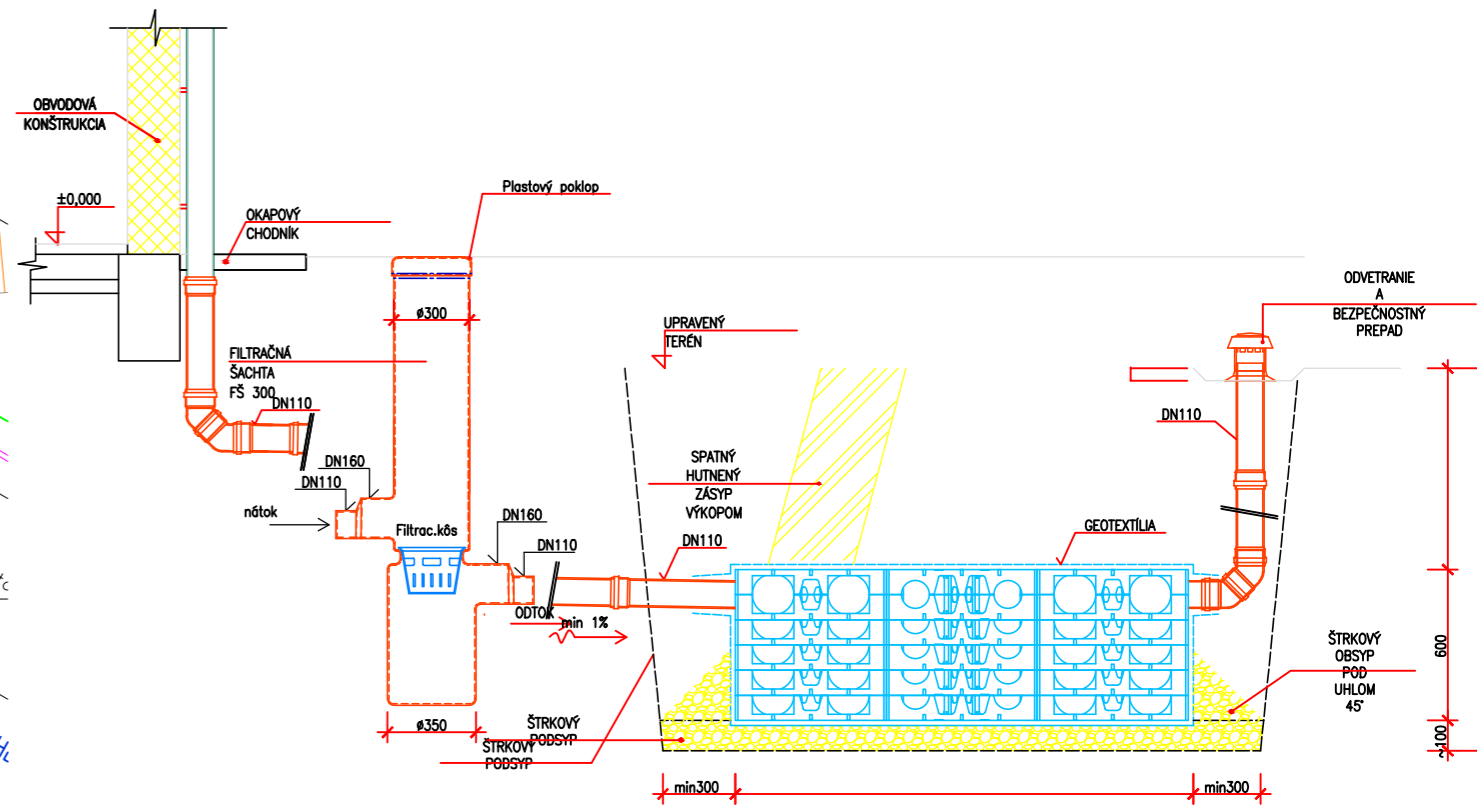 OBVODOVÁ
KONŠTRUKCIA
±0,000
OKAPOVÝ
CHODNÍK
Plastový poklop
ø300
FILTRAČNÁ
ŠACHTA
FŠ 300
DN110
DN160
DN110
nátok
Filtrac.kôs
DN160
DN110
ODTOK
min 1%
ø350
ŠTRKOVÝ
PODSYP
ŠTRKOVÝ
PODSYP
UPRAVENÝ
TERÉN
SPATNÝ
HUTNENÝ
ZÁSYP
VÝKOPOM
DN110
GEOTEXTÍLIA
ODVETRANIE
A
BEZPEČNOSTNÝ
PREPAD
DN110
ŠTRKOVÝ
OBSYP
POD
UHLOM
45°
600
min300
min300